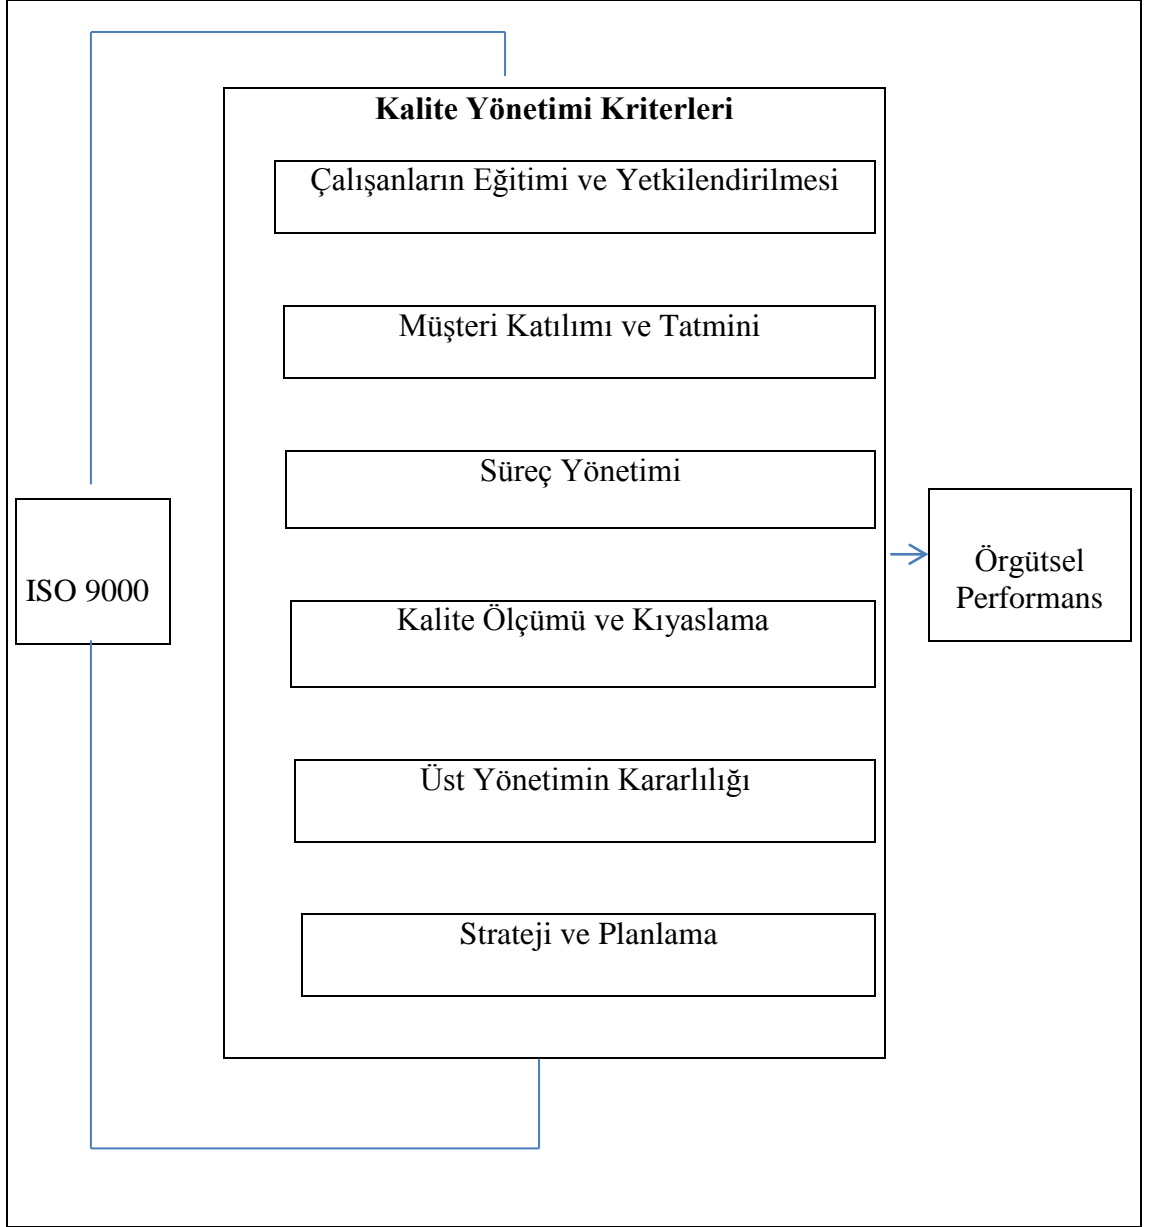 Kalite Yönetimi Kriterleri
Çalışanların Eğitimi ve Yetkilendirilmesi
Müşteri Katılımı ve Tatmini
Süreç Yönetimi
ISO 9000
Örgütsel
Performans
Kalite Ölçümü ve Kıyaslama
Üst Yönetimin Kararlılığı
Strateji ve Planlama